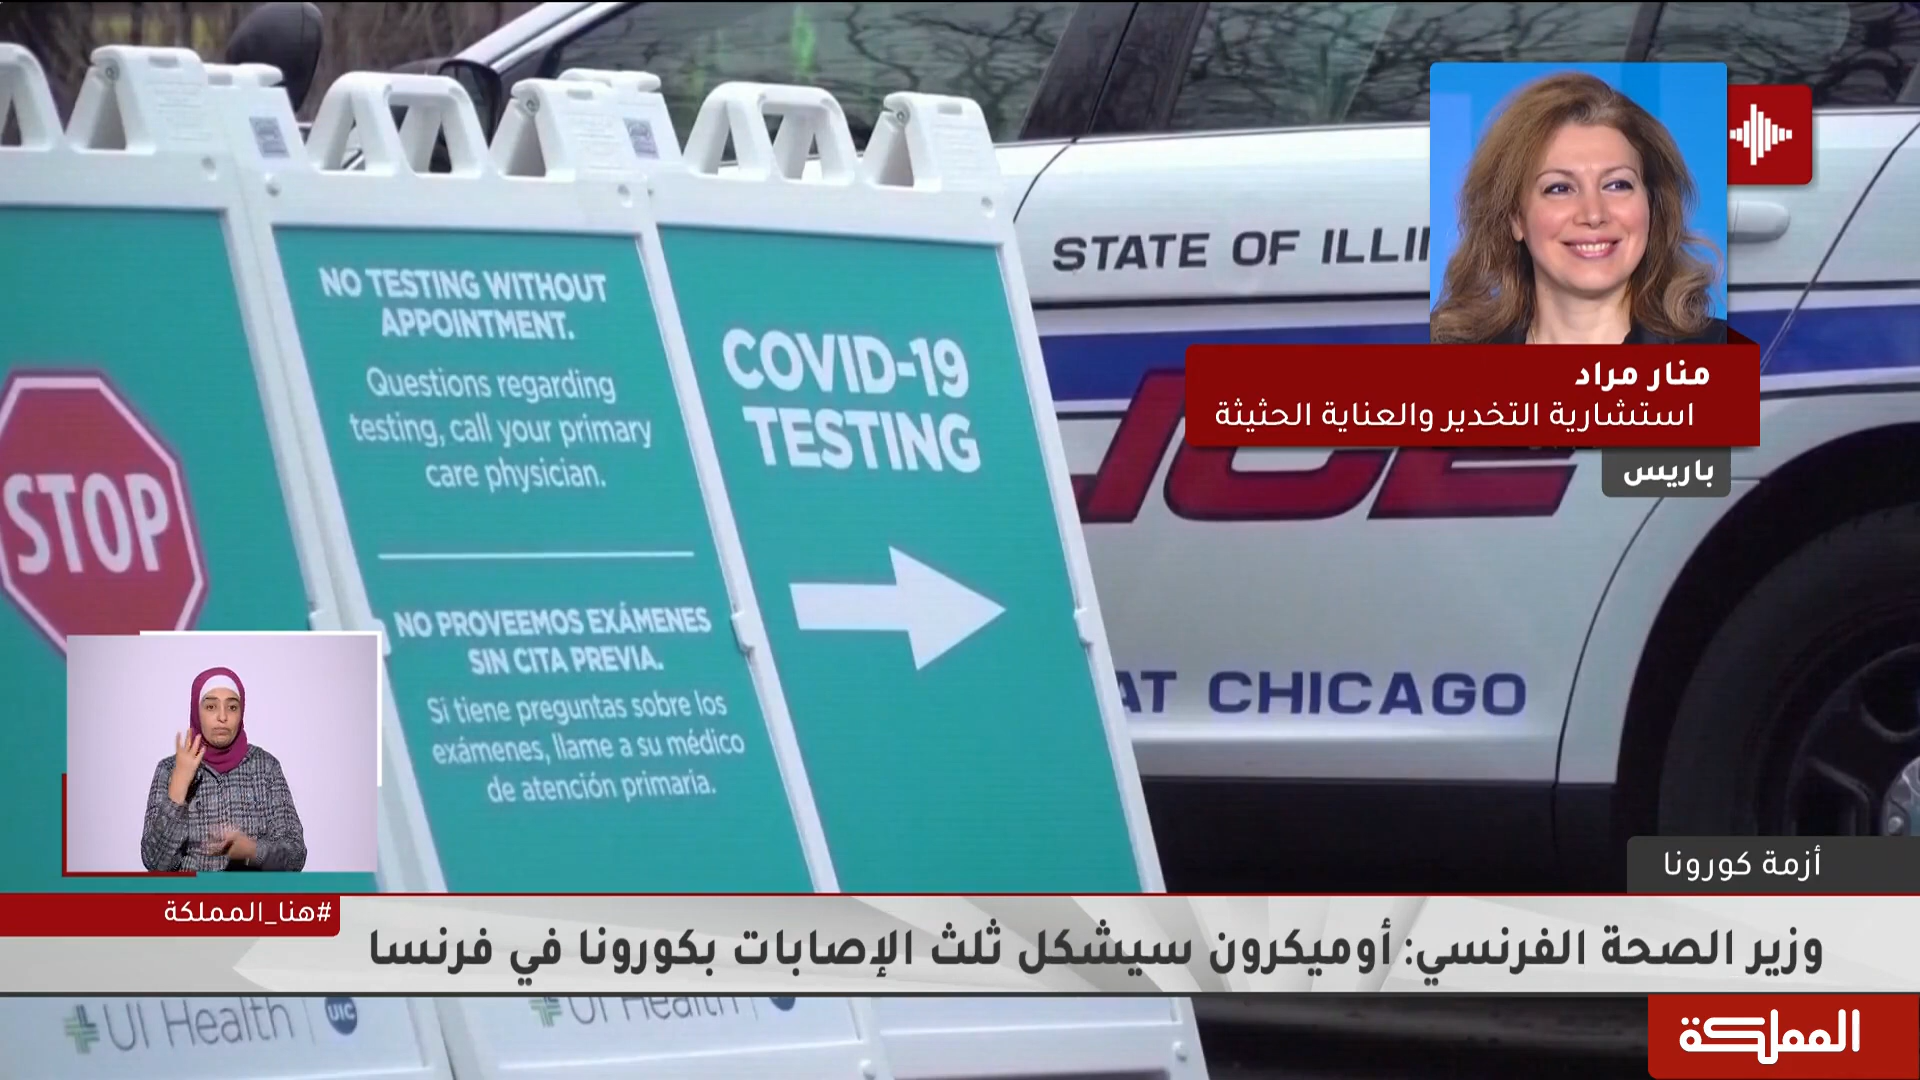 STOP
NO TESTING WITHOUT
APPOINTMENT.
Questions regarding
testing, call your primary
care physician.
NO PROVEEMOS EXÁMENES
SIN CITA PREVIA.
Si tiene preguntas sobre los
exámenes, llame a su médico
de atención primaria.
COVID-19
TESTING
STATE OF ILLI
AT CHICAGO
منار مراد
استشارية التخدير والعناية الحثيثة
باريس
أزمة كورونا
#هنا_المملكة
وزير الصحة الفرنسي: أوميكرون سيشكل ثلث الإصابات بكورونا في فرنسا
UI Health UIC
UI Health
المملكة